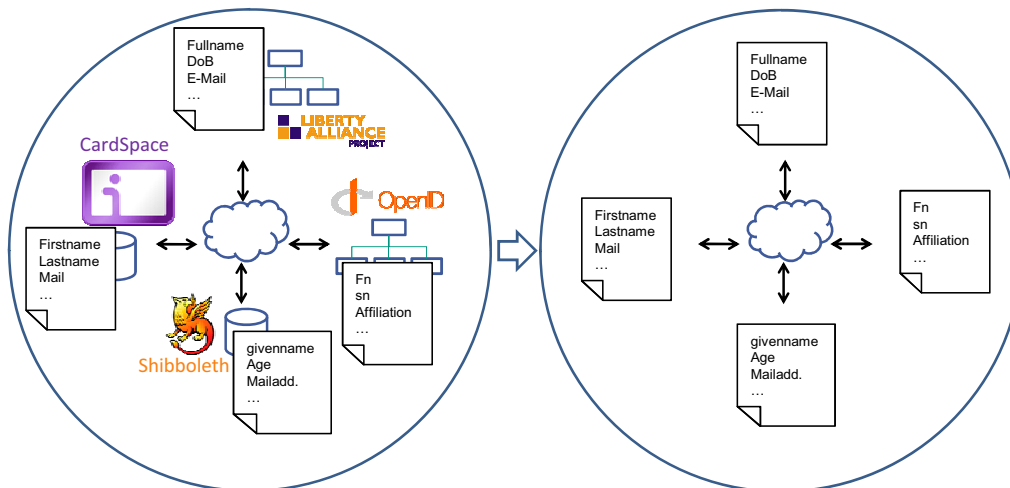 Fullname
DoB
E-Mail
…
LIBERTY
ALLIANCE
PROJECT
CardSpace
OpenID
Firstname
Lastname
Mail
…
Fn
sn
Affiliation
…
Shibboleth
givenname
Age
Mailadd.
…
Fullname
DoB
E-Mail
…
Firstname
Lastname
Mail
…
Fn
sn
Affiliation
…
givenname
Age
Mailadd.
…